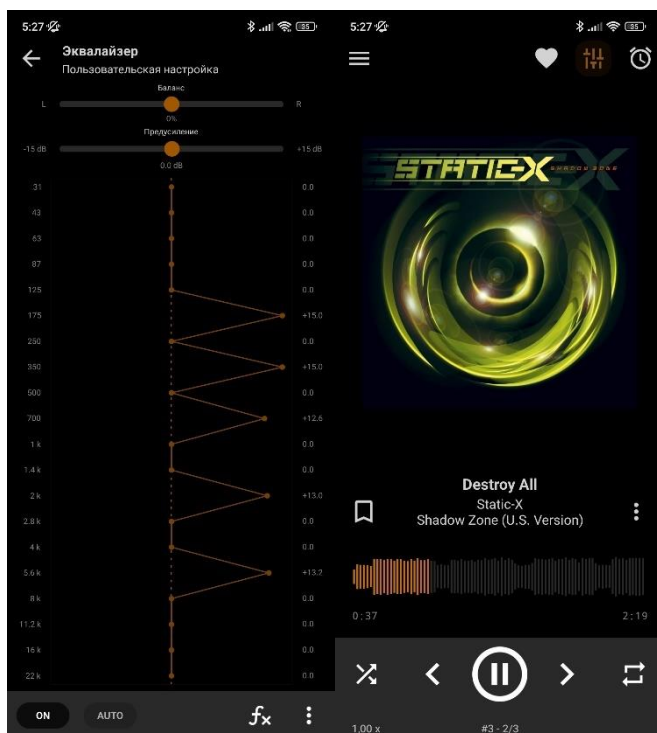 5:27
85
Эквалайзер
Пользовательская настройка
Баланс
L
R
0%
Предусиление
-15 dB
+15 dB
0.0 dB
31 0.0
43 0.0
63 0.0
87 0.0
125 0.0
175 +15.0
250 0.0
350 +15.0
500 0.0
700 +12.6
1 k 0.0
1.4 k 0.0
2 k +13.0
2.8 k 0.0
4 k 0.0
5.6 k +13.2
8 k 0.0
11.2 k 0.0
16 k 0.0
22 k 0.0
ON
AUTO
fx
5:27
85
STATIC-X
SHADOW ZONE
Destroy All
Static-X
Shadow Zone (U.S. Version)
0:37
2:19
1,00 x
#3 - 2/3